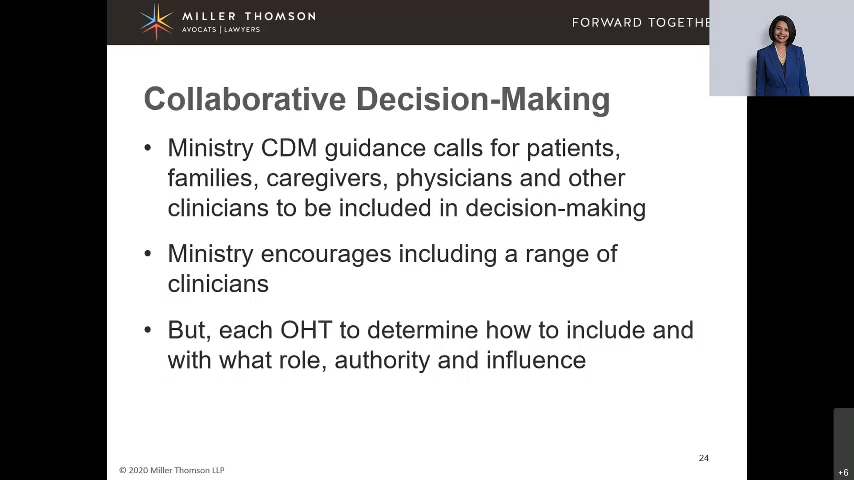 MILLER THOMSON
AVOCATS | LAWYERS
FORWARD TOGETHE
Collaborative Decision-Making
• Ministry CDM guidance calls for patients,
families, caregivers, physicians and other
clinicians to be included in decision-making
• Ministry encourages including a range of
clinicians
• But, each OHT to determine how to include and
with what role, authority and influence
24
© 2020 Miller Thomson LLP
+6